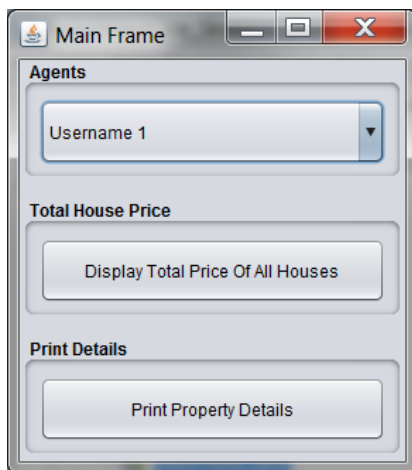 Main Frame
Agents
Username 1
Total House Price
Display Total Price Of All Houses
Print Details
Print Property Details